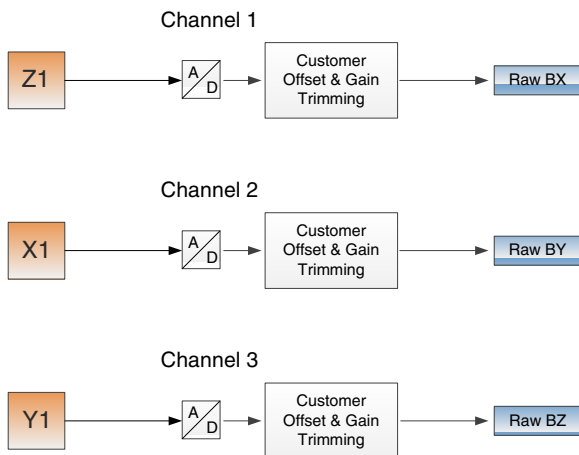 Channel 1
Z1
A
D
Customer
Offset & Gain
Trimming
Raw BX
Channel 2
X1
A
D
Customer
Offset & Gain
Trimming
Raw BY
Channel 3
Y1
A
D
Customer
Offset & Gain
Trimming
Raw BZ